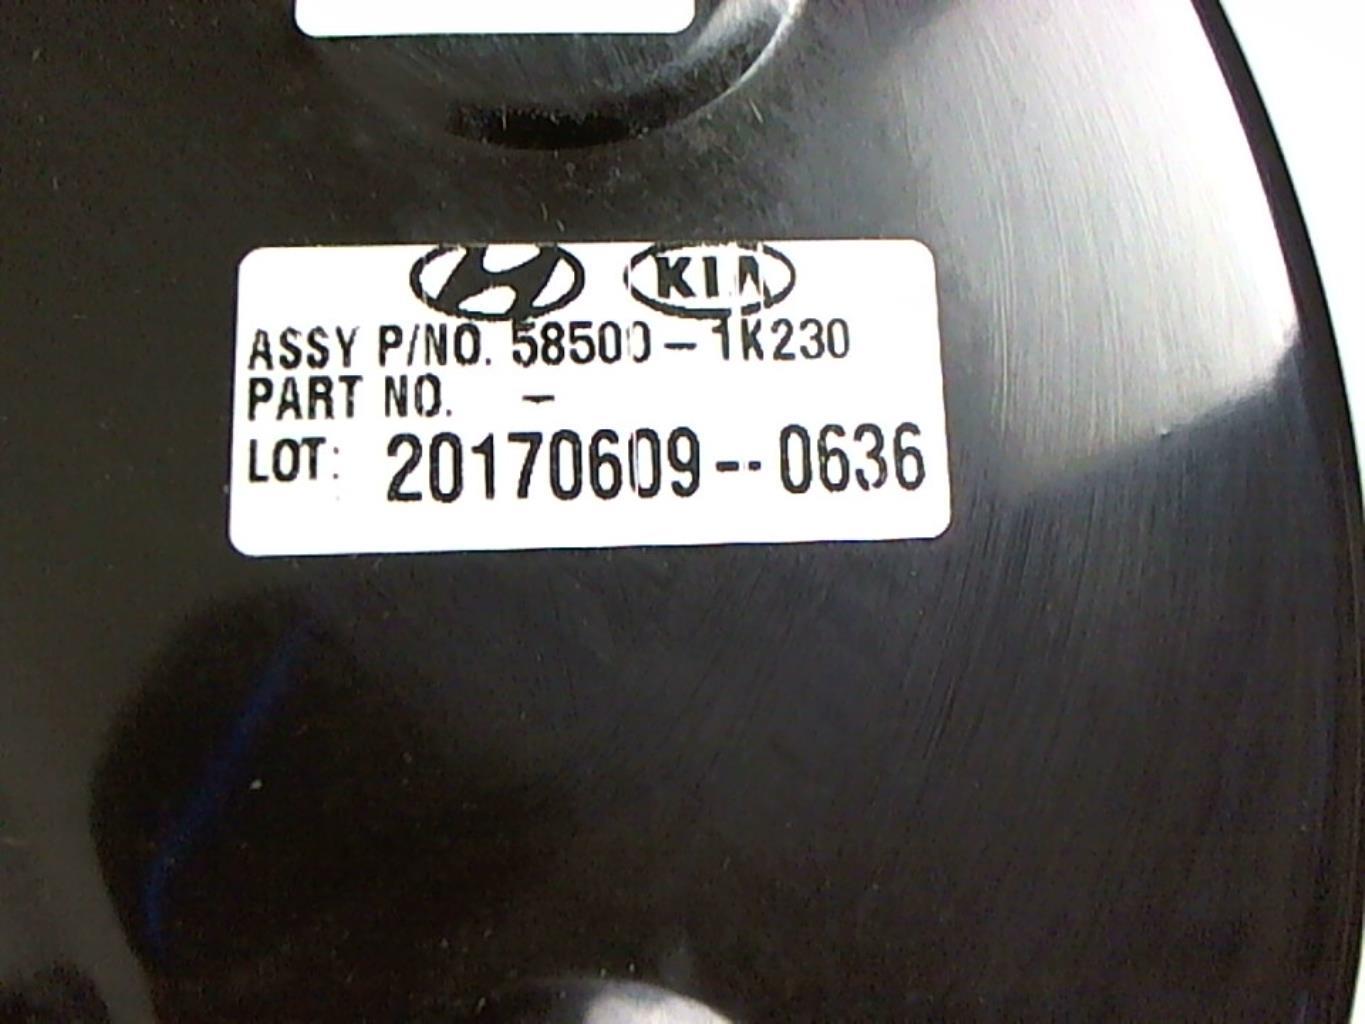 KIA
ASSY P/NO. 58500-1K230
PART NO. -
LOT: 20170609--0636